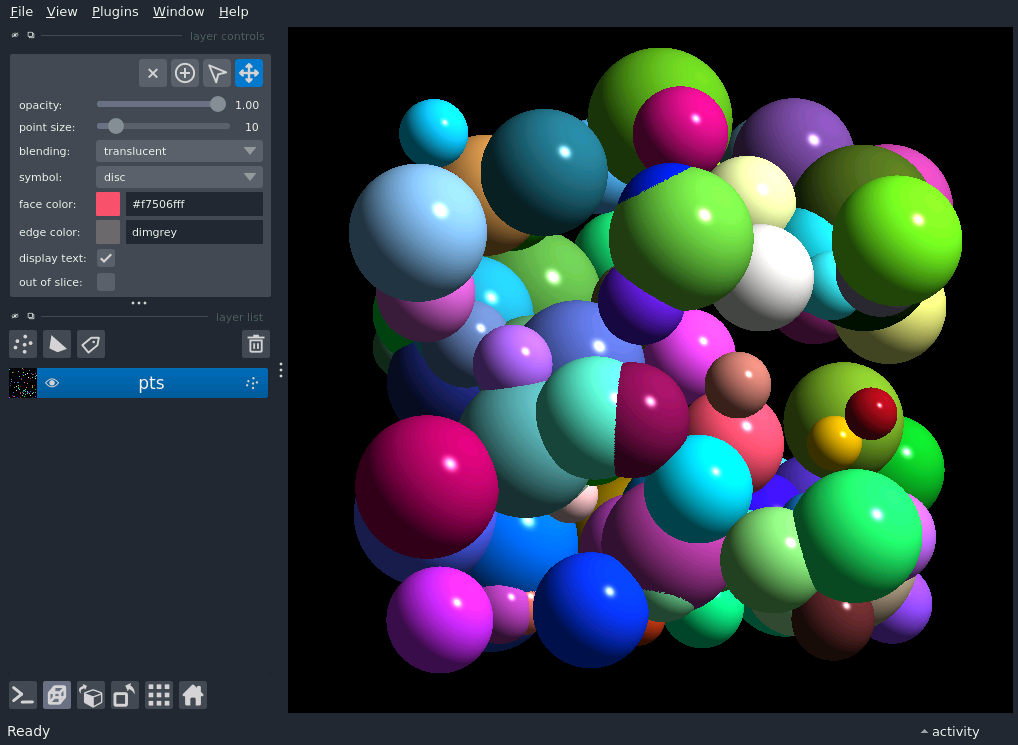 File View Plugins Window Help
layer controls
opacity: 1.00
point size: 10
blending: translucent
symbol: disc
face color: #f7506fff
edge color: dimgrey
display text:
out of slice:
layer list
pts
Ready activity